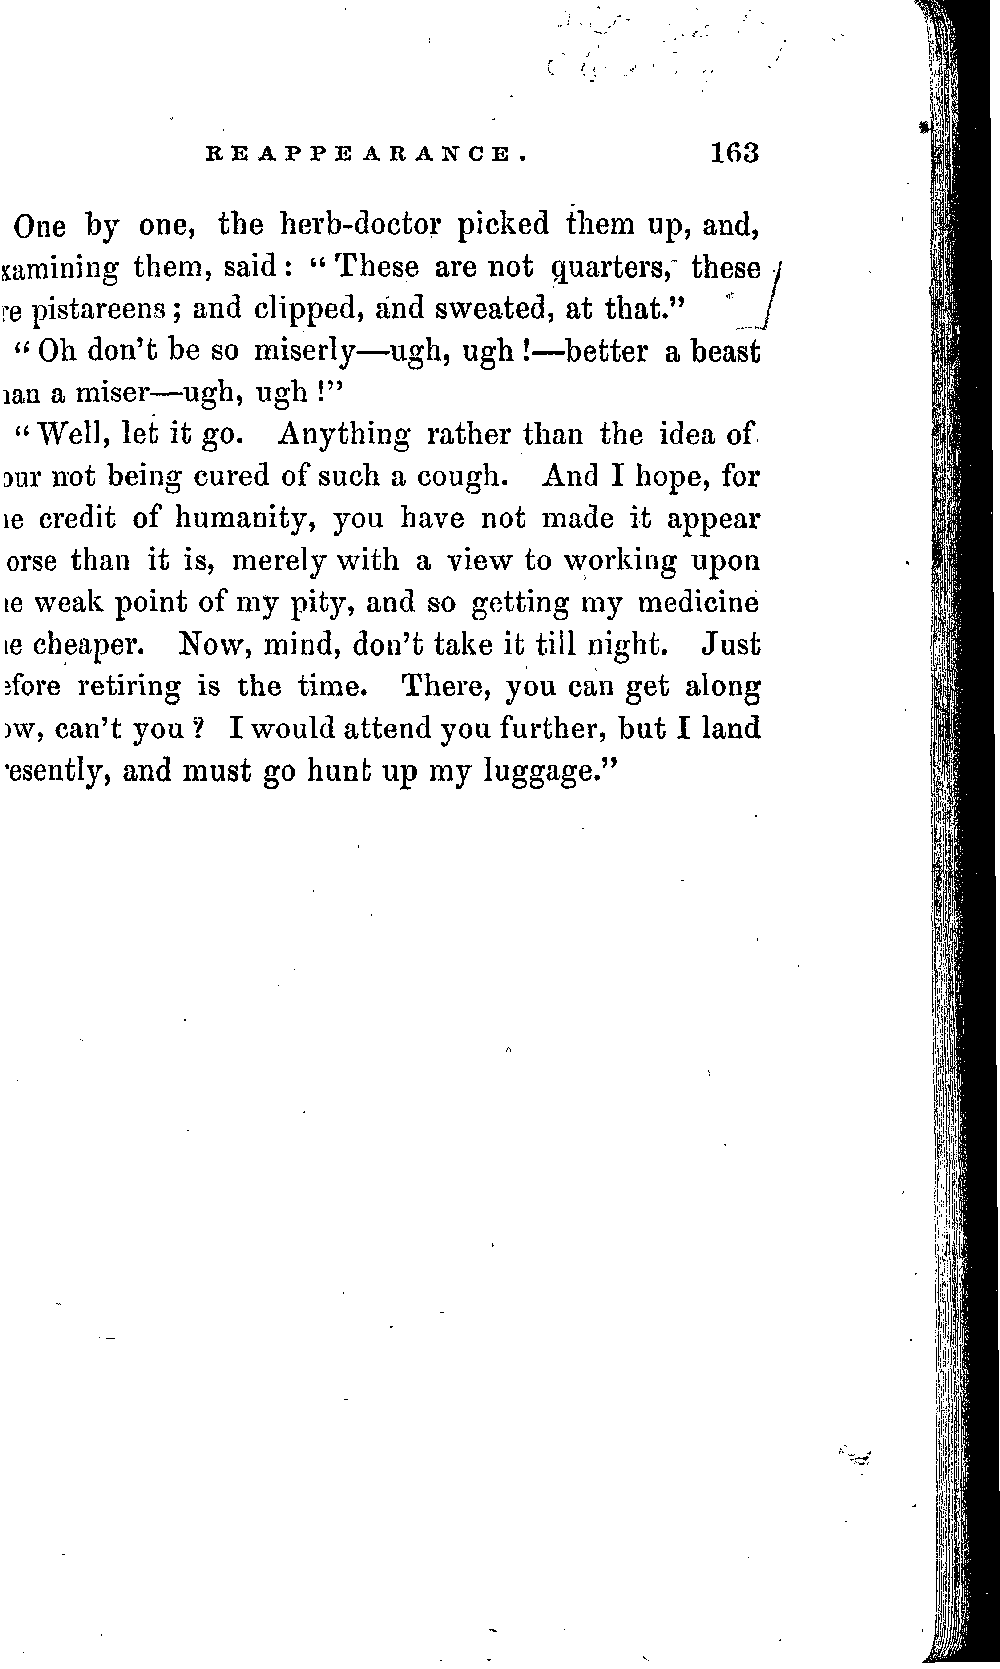 REAPPEARANCE. 163
One by one, the herb-doctor picked them up, and,
xamining them, said: “These are not quarters, these
re pistareens; and clipped, and sweated, at that.”
“Oh don’t be so miserly—ugh, ugh!—better a beast
an a miser—ugh, ugh!”
“Well, let it go. Anything rather than the idea of
our not being cured of such a cough. And I hope, for
e credit of humanity, you have not made it appear
orse than it is, merely with a view to working upon
e weak point of my pity, and so getting my medicine
e cheaper. Now, mind, don’t take it till night. Just
efore retiring is the time. There, you can get along
ow, can’t you? I would attend you further, but I land
resently, and must go hunt up my luggage.”